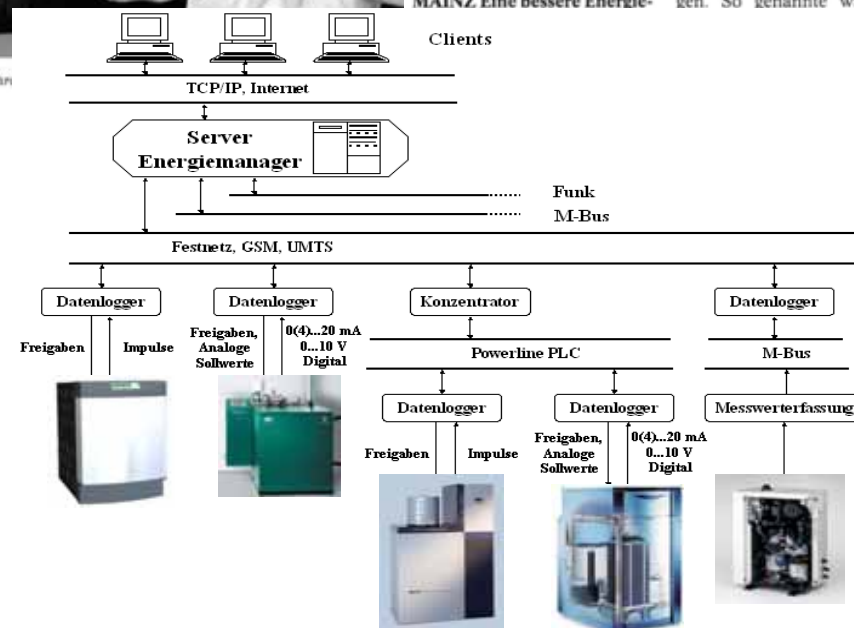 MAINZ Eine bessere Energie-
gen. So genannte
Clients
TCP/IP, Internet
Server
Energiemanager
Funk
M-Bus
Festnetz, GSM, UMTS
Datenlogger
Datenlogger
Konzentrator
Datenlogger
Freigaben
Impulse
Freigaben,
Analoge
Sollwerte
0(4)...20 mA
0...10 V
Digital
Powerline PLC
M-Bus
Datenlogger
Datenlogger
Messwerterfassung
Freigaben
Impulse
Freigaben,
Analoge
Sollwerte
0(4)...20 mA
0...10 V
Digital